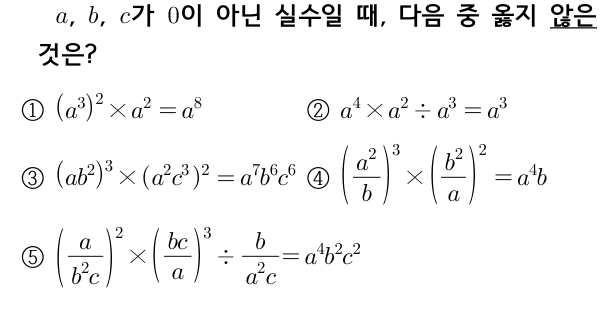 a, b, c가 0이 아닌 실수일 때, 다음 중 옳지 않은
것은?
① (a³)² × a² = a⁸ ② a⁴ × a² ÷ a³ = a³
③ (ab²)³ × (a²c³)² = a⁷b⁶c⁶ ④ (a²/b)³ × (b²/a)² = a⁴b
⑤ (a/b²c)² × (bc/a)³ ÷ b/a²c = a⁴b²c²